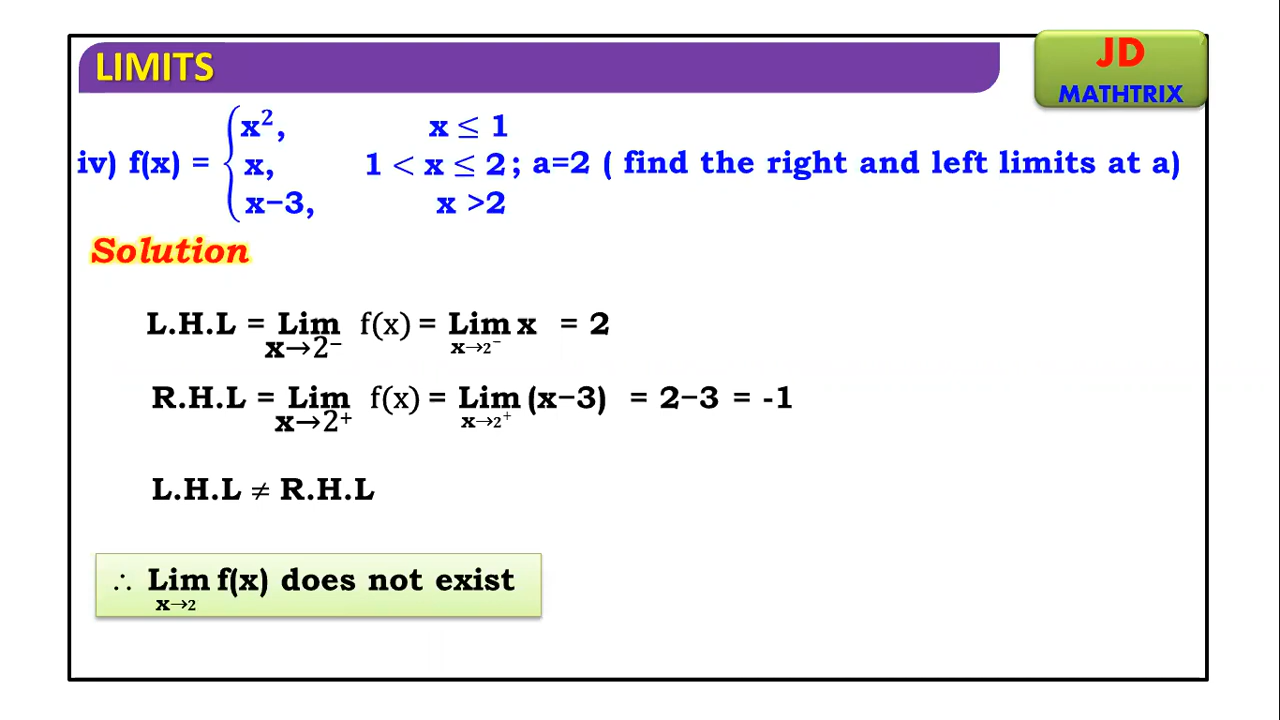 LIMITS
JD
MATHTRIX
x², x ≤ 1
iv) f(x) = { x, 1 < x ≤ 2 ; a=2 ( find the right and left limits at a)
x−3, x >2
Solution
L.H.L = Lim f(x) = Lim x = 2
x→2⁻ x→2⁻
R.H.L = Lim f(x) = Lim (x−3) = 2−3 = -1
x→2⁺ x→2⁺
L.H.L ≠ R.H.L
∴ Lim f(x) does not exist
x→2